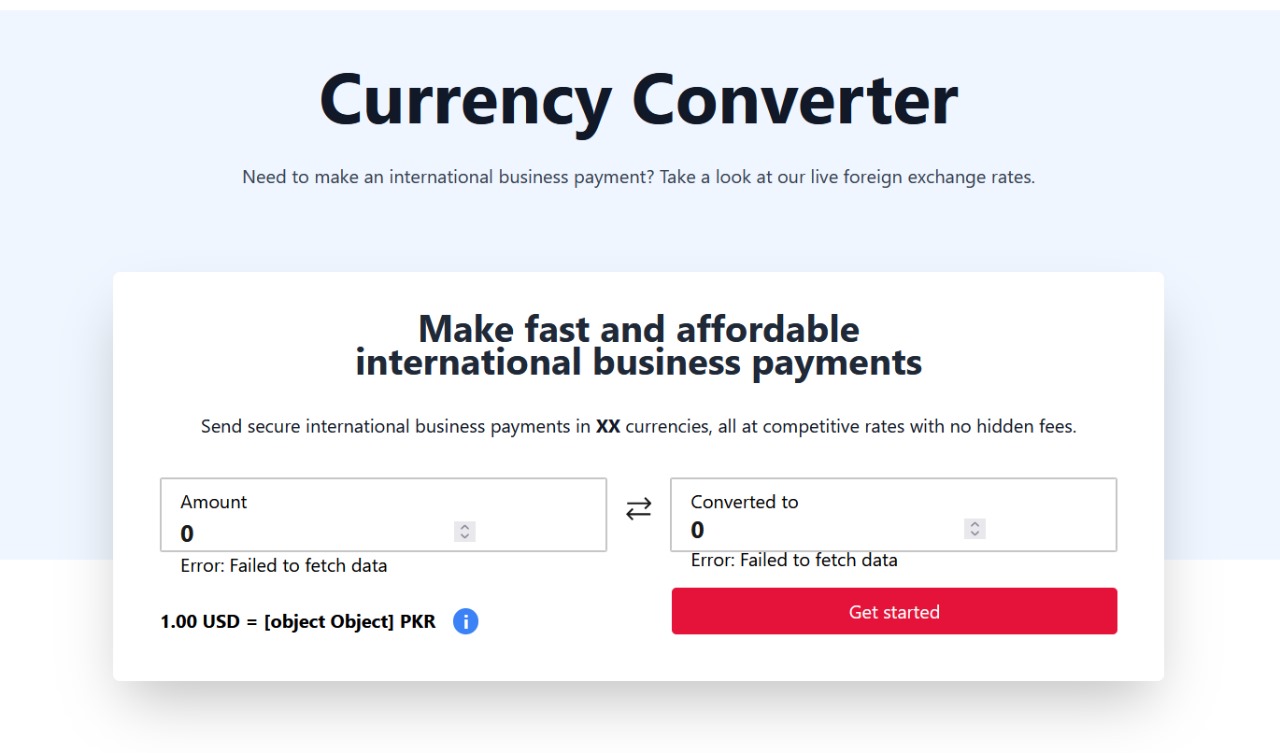 Currency Converter
Need to make an international business payment? Take a look at our live foreign exchange rates.
Make fast and affordable
international business payments
Send secure international business payments in XX currencies, all at competitive rates with no hidden fees.
Amount
0
Error: Failed to fetch data
Converted to
0
Error: Failed to fetch data
1.00 USD = [object Object] PKR
Get started